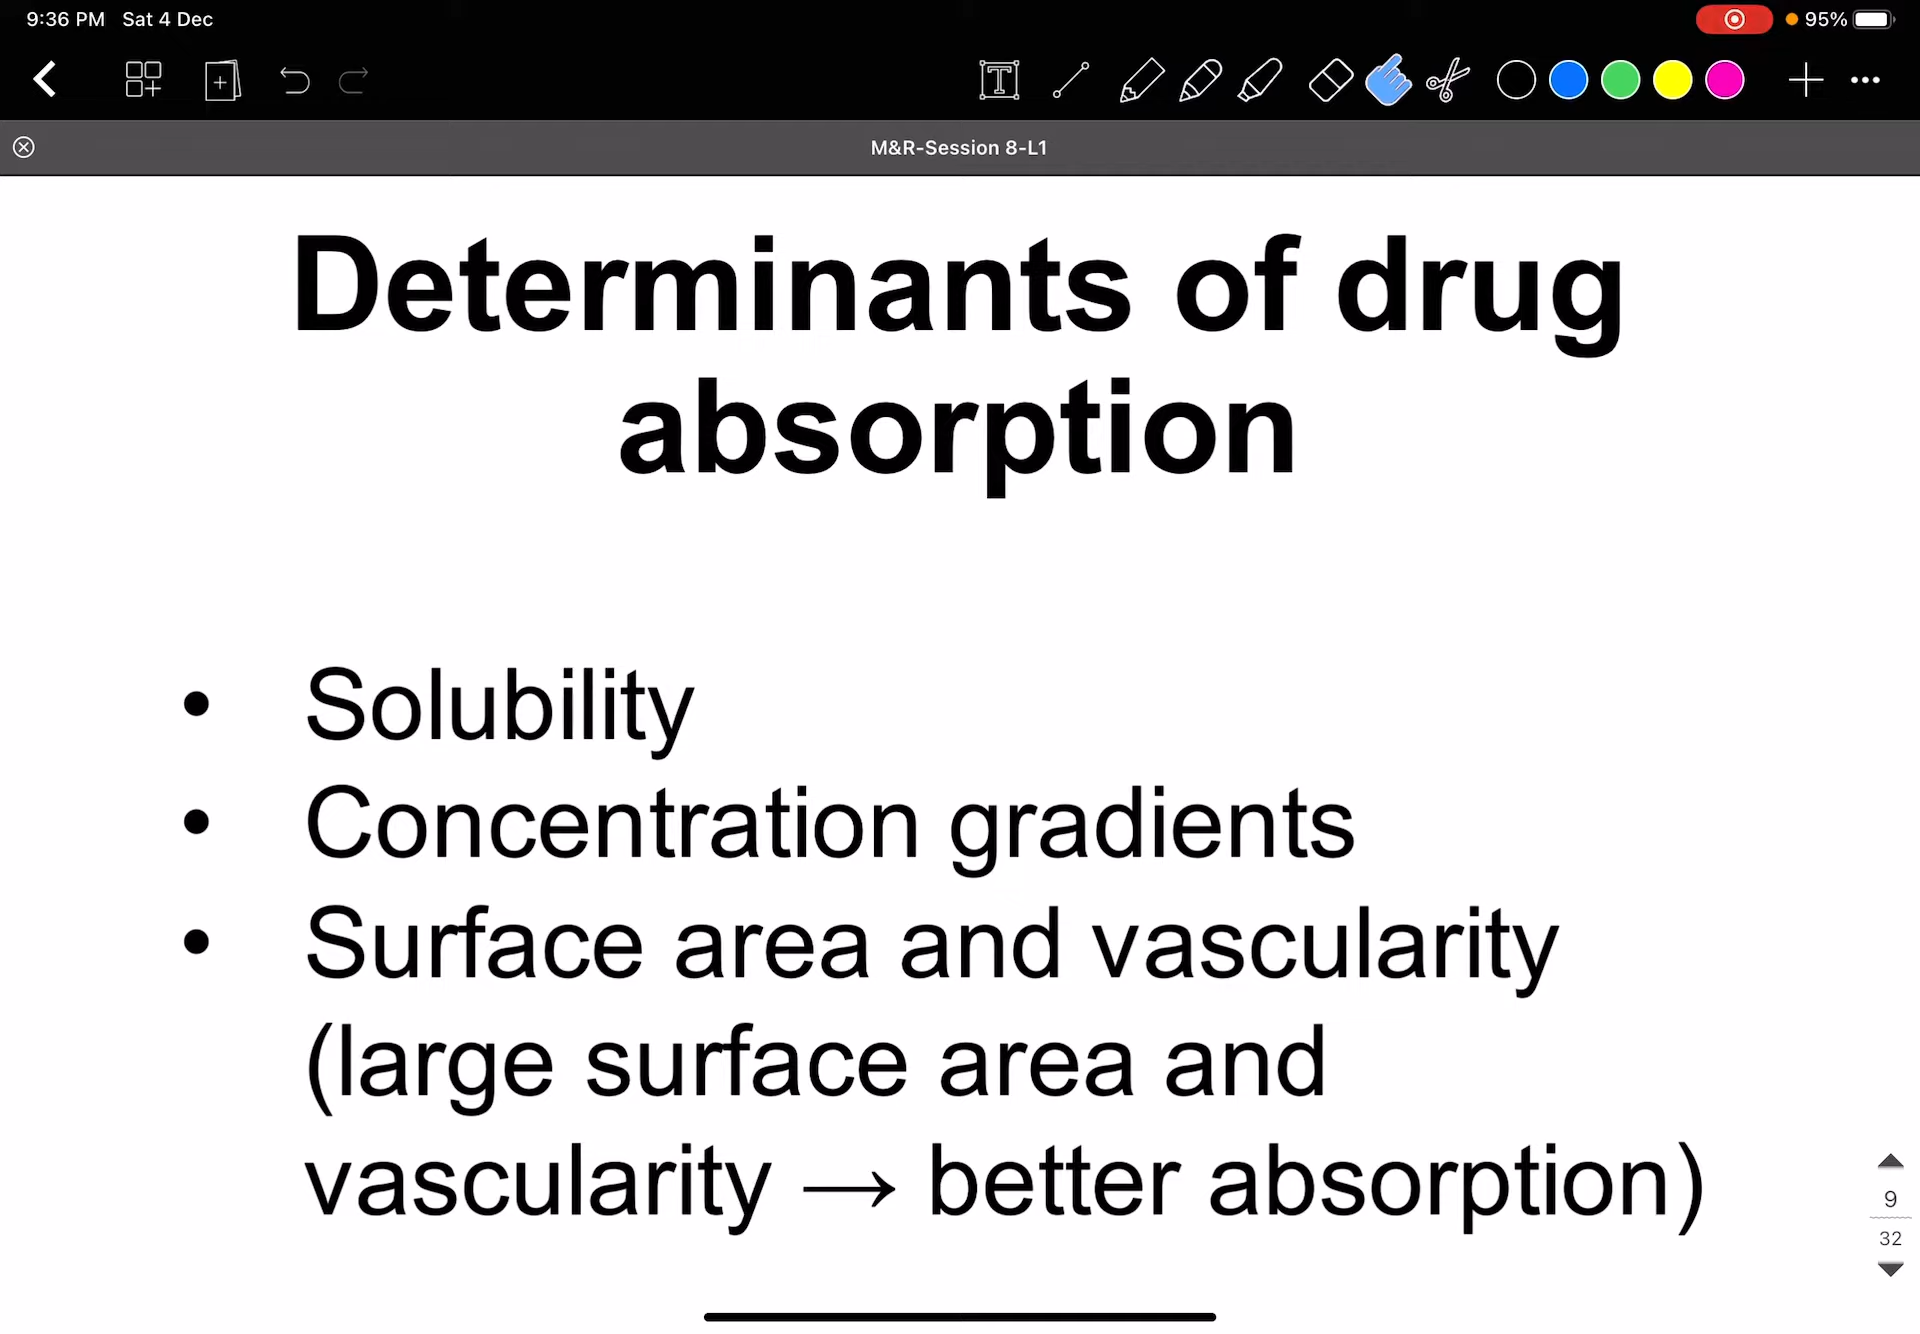 9:36 PM Sat 4 Dec
95%
T
M&R-Session 8-L1
Determinants of drug
absorption
• Solubility
• Concentration gradients
• Surface area and vascularity
(large surface area and
vascularity → better absorption)
9
32